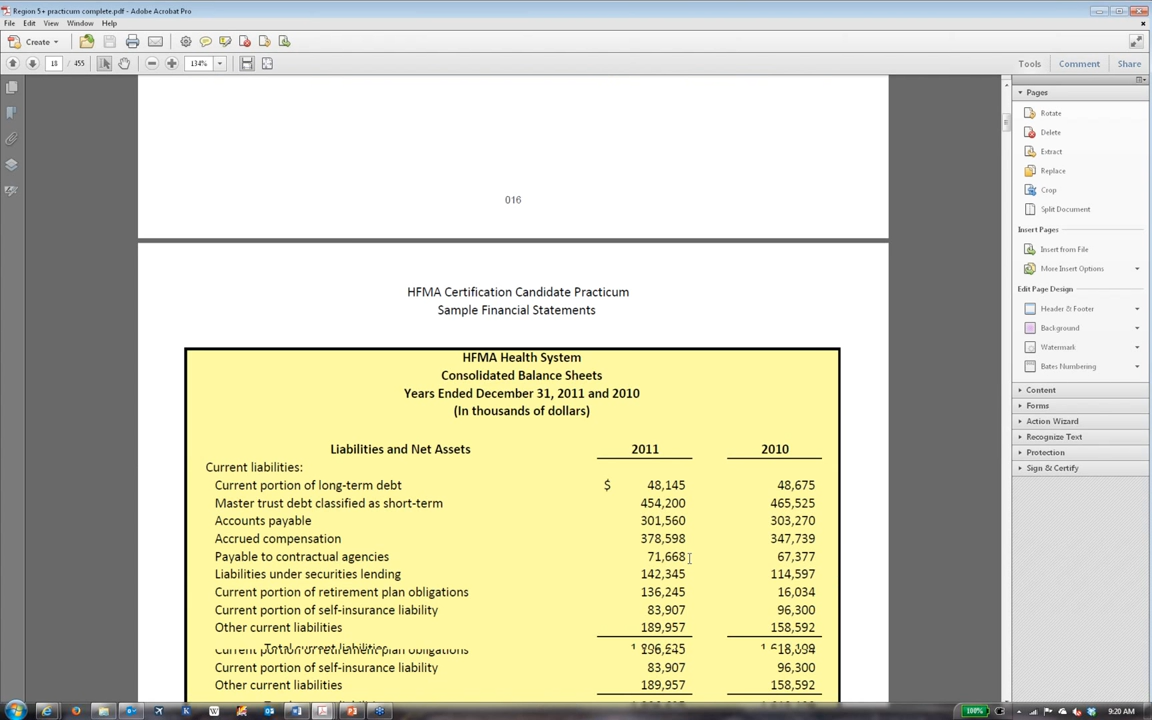 Region 5+ practicum complete.pdf - Adobe Acrobat Pro
File Edit View Window Help
Create
18 / 455 134% Tools Comment Share
Pages
Rotate
Delete
Extract
Replace
Crop
Split Document
Insert Pages
Insert from File
More Insert Options
Edit Page Design
Header & Footer
Background
Watermark
Bates Numbering
Content
Forms
Action Wizard
Recognize Text
Protection
Sign & Certify
016
HFMA Certification Candidate Practicum
Sample Financial Statements
HFMA Health System
Consolidated Balance Sheets
Years Ended December 31, 2011 and 2010
(In thousands of dollars)
Liabilities and Net Assets 2011 2010
Current liabilities:
Current portion of long-term debt $ 48,145 48,675
Master trust debt classified as short-term 454,200 465,525
Accounts payable 301,560 303,270
Accrued compensation 378,598 347,739
Payable to contractual agencies 71,668 67,377
Liabilities under securities lending 142,345 114,597
Current portion of retirement plan obligations 136,245 16,034
Current portion of self-insurance liability 83,907 96,300
Other current liabilities 189,957 158,592
Current portion of self-insurance liability 83,907 96,300
Other current liabilities 189,957 158,592
100% 9:20 AM